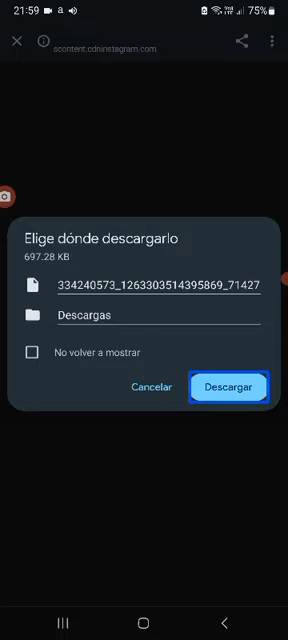 21:59 a 75%
scontent.cdninstagram.com
Elige dónde descargarlo
697.28 KB
334240573_1263303514395869_71427
Descargas
No volver a mostrar
Cancelar Descargar